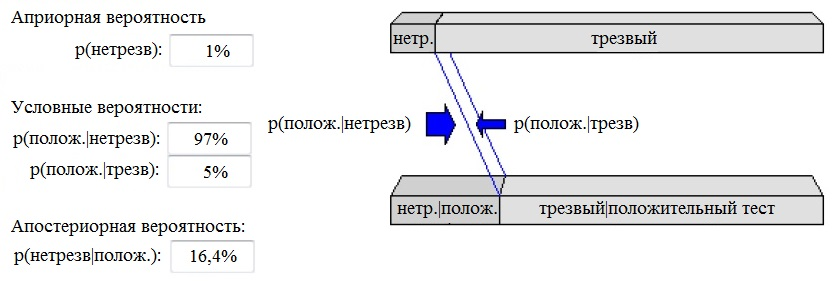 Априорная вероятность
p(нетрезв): 1%
Условные вероятности:
p(полож.|нетрезв): 97%
p(полож.|трезв): 5%
Апостериорная вероятность:
p(нетрезв|полож.): 16,4%
нетр. трезвый
p(полож.|нетрезв) p(полож.|трезв)
нетр.|полож. трезвый|положительный тест